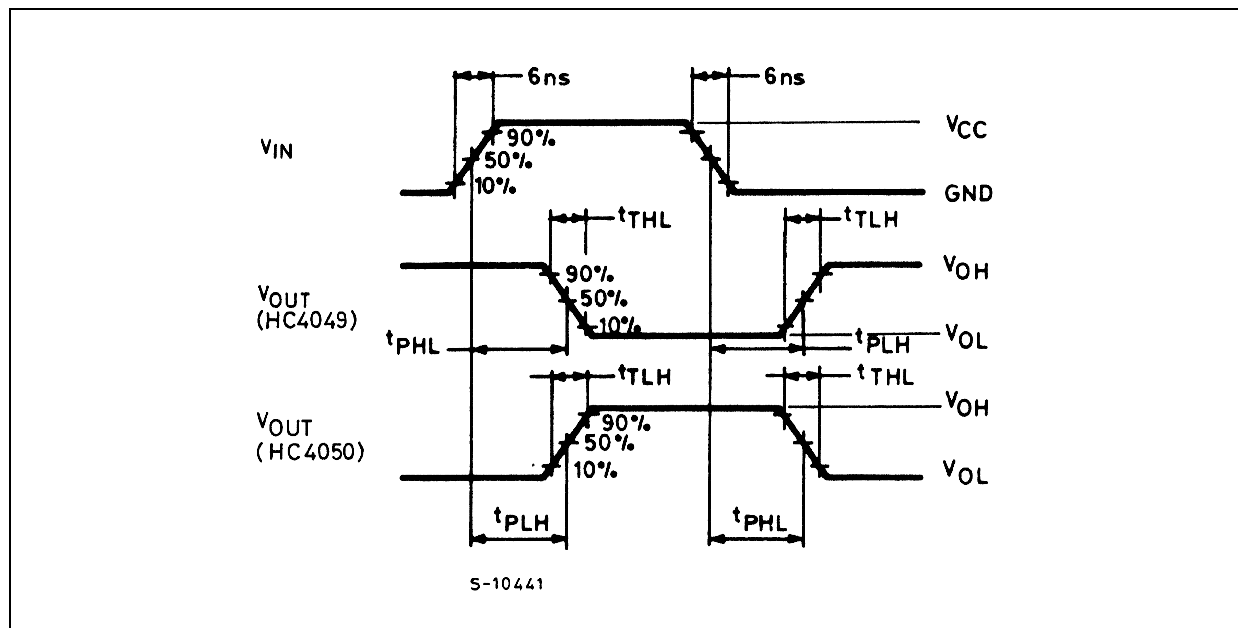 6ns 6ns
VIN 90% VCC
50%
10% GND
tTHL tTLH
90% VOH
VOUT 50%
(HC4049) 10% VOL
tPHL tPLH
tTLH tTHL
VOUT 90% VOH
(HC4050) 50%
10% VOL
tPLH tPHL
S-10441